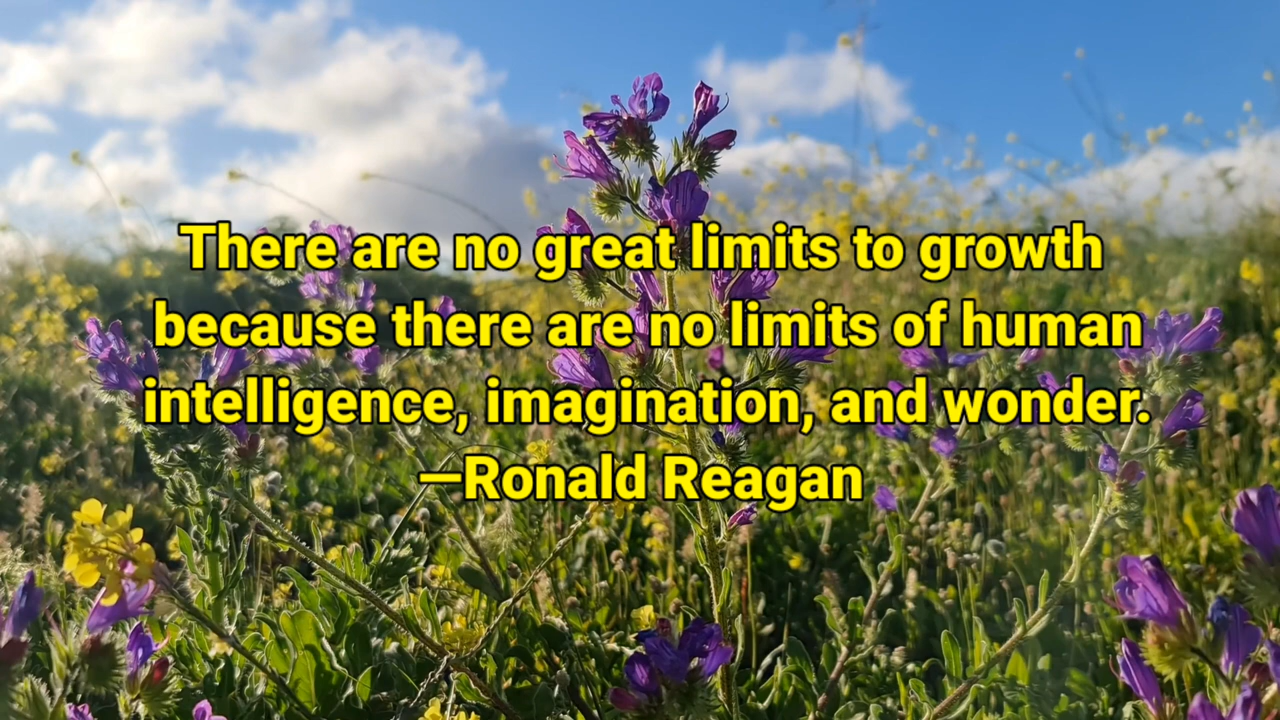 There are no great limits to growth
because there are no limits of human
intelligence, imagination, and wonder.
—Ronald Reagan